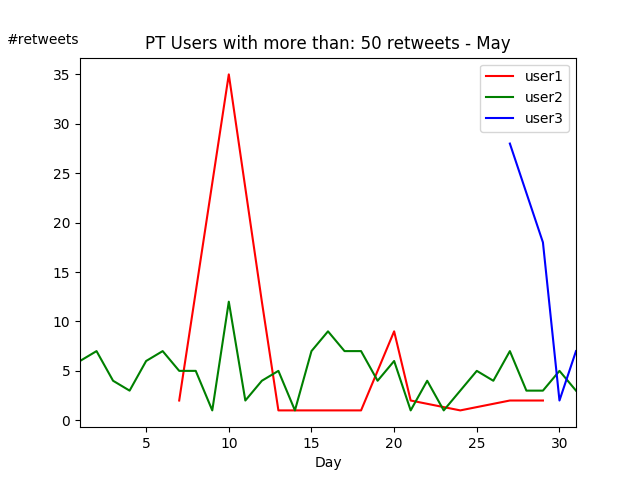 #retweets
PT Users with more than: 50 retweets - May
user1
user2
user3
35
30
25
20
15
10
5
0
5 10 15 20 25 30
Day